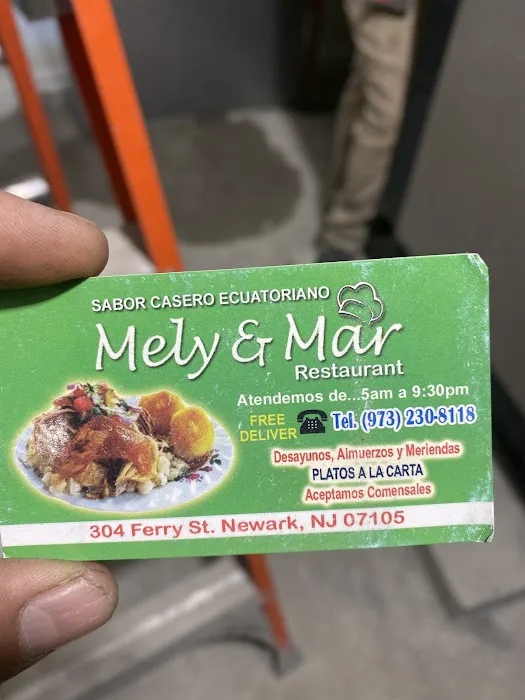 SABOR CASERO ECUATORIANO
Mely & Mar
Restaurant
Atendemos de...5am a 9:30pm
FREE DELIVER Tel. (973) 230-8118
Desayunos, Almuerzos y Meriendas
PLATOS A LA CARTA
Aceptamos Comensales
304 Ferry St. Newark, NJ 07105